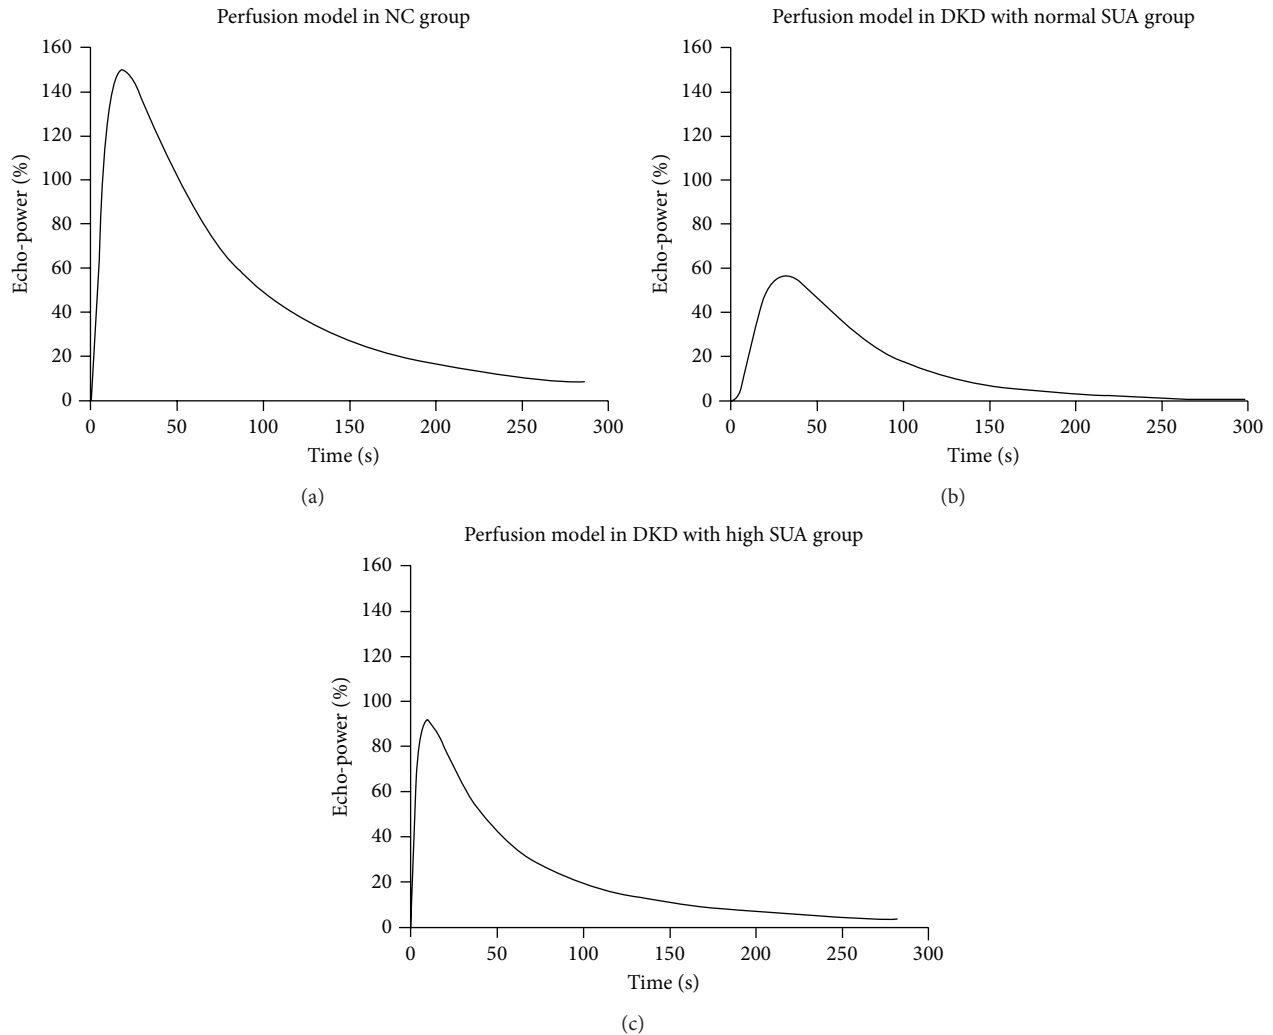 Perfusion model in NC group
160
140
120
100
80
60
40
20
0
Echo-power (%)
0 50 100 150 200 250 300
Time (s)
(a)
Perfusion model in DKD with normal SUA group
160
140
120
100
80
60
40
20
0
Echo-power (%)
0 50 100 150 200 250 300
Time (s)
(b)
Perfusion model in DKD with high SUA group
160
140
120
100
80
60
40
20
0
Echo-power (%)
0 50 100 150 200 250 300
Time (s)
(c)